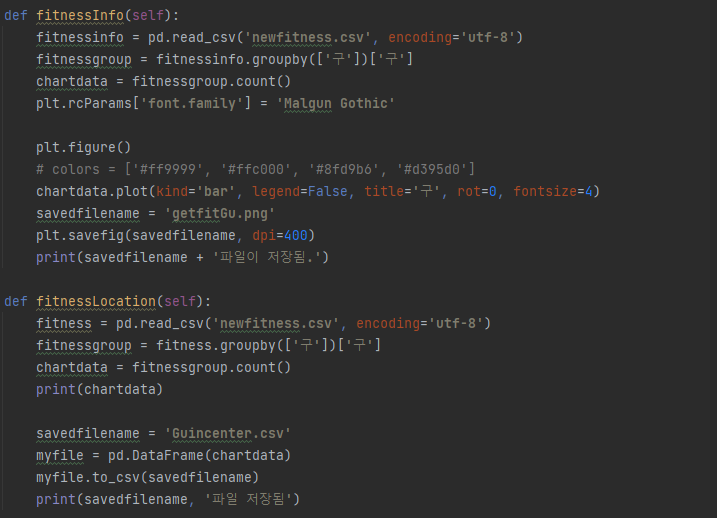 def fitnessInfo(self):
    fitnessinfo = pd.read_csv('newfitness.csv', encoding='utf-8')
    fitnessgroup = fitnessinfo.groupby(['구'])['구']
    chartdata = fitnessgroup.count()
    plt.rcParams['font.family'] = 'Malgun Gothic'

    plt.figure()
    # colors = ['#ff9999', '#ffc000', '#8fd9b6', '#d395d0']
    chartdata.plot(kind='bar', legend=False, title='구', rot=0, fontsize=4)
    savedfilename = 'getfitGu.png'
    plt.savefig(savedfilename, dpi=400)
    print(savedfilename + '파일이 저장됨.')

def fitnessLocation(self):
    fitness = pd.read_csv('newfitness.csv', encoding='utf-8')
    fitnessgroup = fitness.groupby(['구'])['구']
    chartdata = fitnessgroup.count()
    print(chartdata)

    savedfilename = 'Guincenter.csv'
    myfile = pd.DataFrame(chartdata)
    myfile.to_csv(savedfilename)
    print(savedfilename, '파일 저장됨')